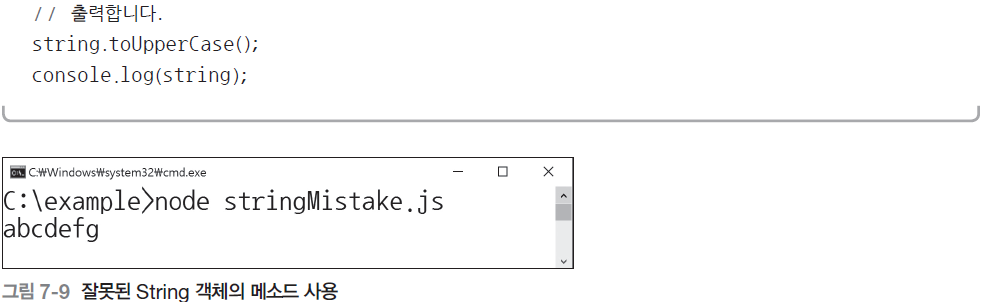 // 출력합니다.
string.toUpperCase();
console.log(string);
C:\Windows\system32\cmd.exe
C:\example>node stringMistake.js
abcdefg
그림 7-9 잘못된 String 객체의 메소드 사용